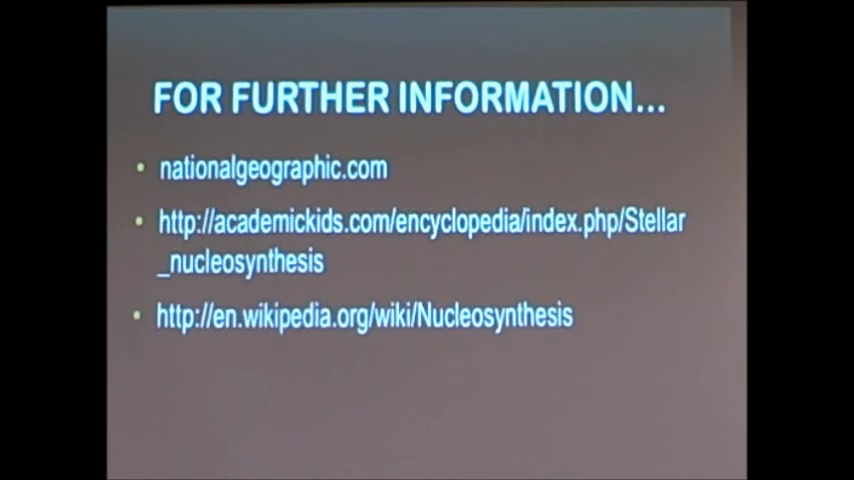 FOR FURTHER INFORMATION...
• nationalgeographic.com
• http://academickids.com/encyclopedia/index.php/Stellar
_nucleosynthesis
• http://en.wikipedia.org/wiki/Nucleosynthesis